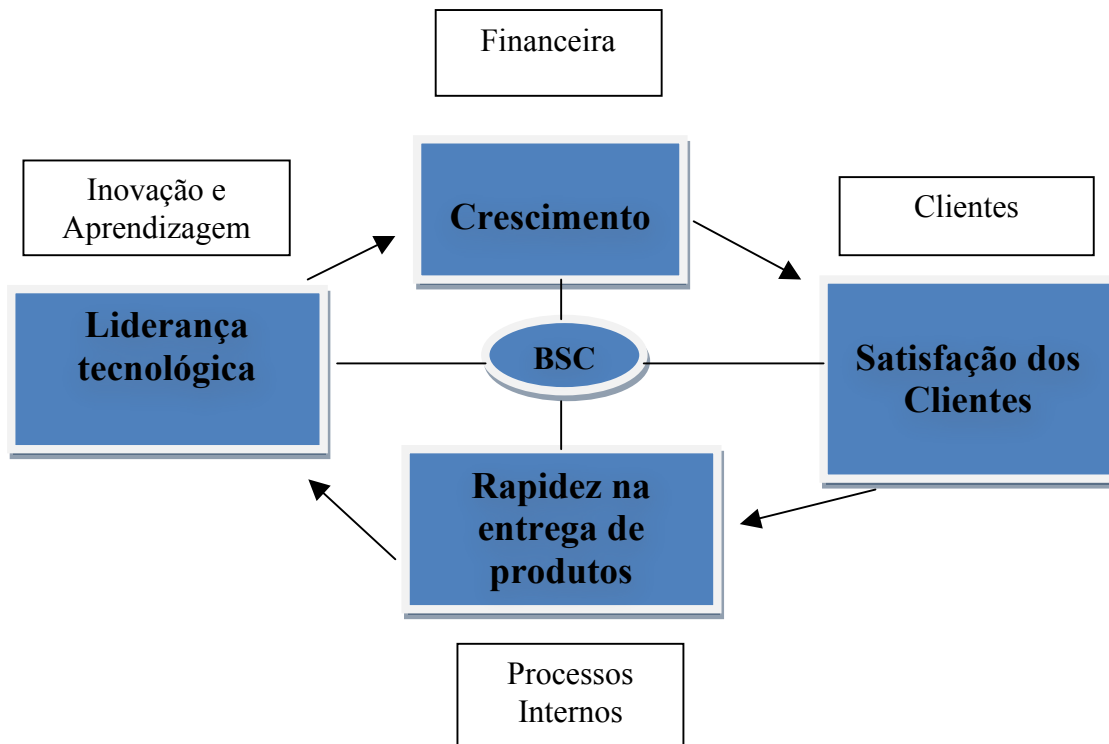 Financeira
Inovação e
Aprendizagem
Crescimento
Clientes
Liderança
tecnológica
BSC
Satisfação dos
Clientes
Rapidez na
entrega de
produtos
Processos
Internos